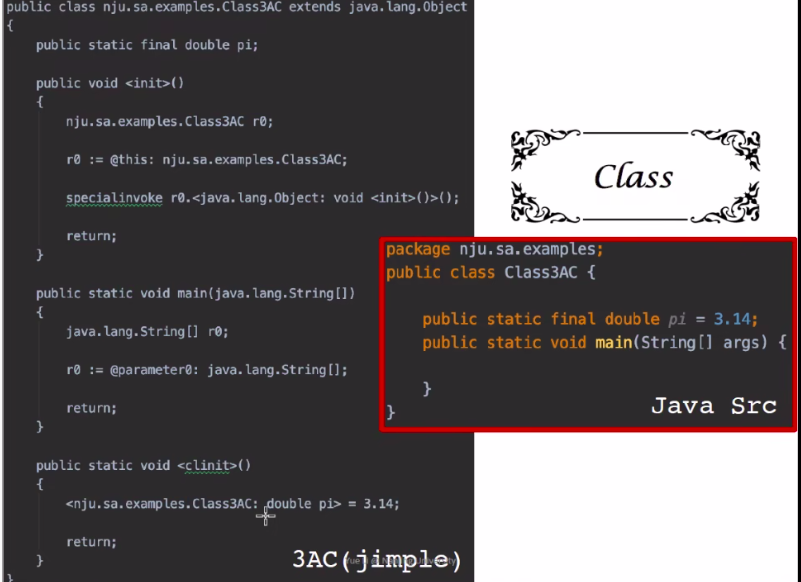 public class nju.sa.examples.Class3AC extends java.lang.Object
{
public static final double pi;
public void <init>()
{
nju.sa.examples.Class3AC r0;
r0 := @this: nju.sa.examples.Class3AC;
specialinvoke r0.<java.lang.Object: void <init>()>();
return;
}
public static void main(java.lang.String[])
{
java.lang.String[] r0;
r0 := @parameter0: java.lang.String[];
return;
}
public static void <clinit>()
{
<nju.sa.examples.Class3AC: double pi> = 3.14;
return;
}
}
3AC(jimple)
Class
package nju.sa.examples;
public class Class3AC {
public static final double pi = 3.14;
public static void main(String[] args) {
}
}
Java Src